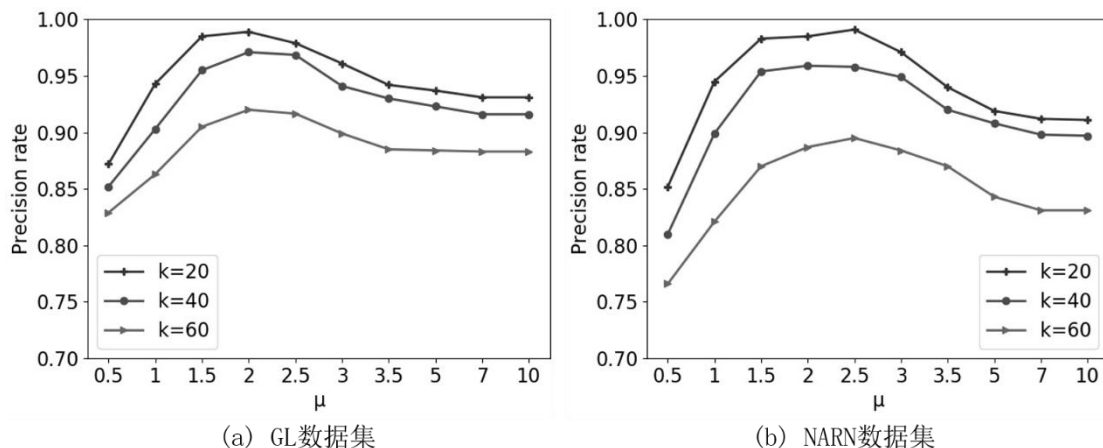 1.00
0.95
0.90
0.85
0.80
0.75
0.70
Precision rate
k=20
k=40
k=60
0.5 1 1.5 2 2.5 3 3.5 5 7 10
μ
(a) GL数据集
1.00
0.95
0.90
0.85
0.80
0.75
0.70
Precision rate
k=20
k=40
k=60
0.5 1 1.5 2 2.5 3 3.5 5 7 10
μ
(b) NARN数据集